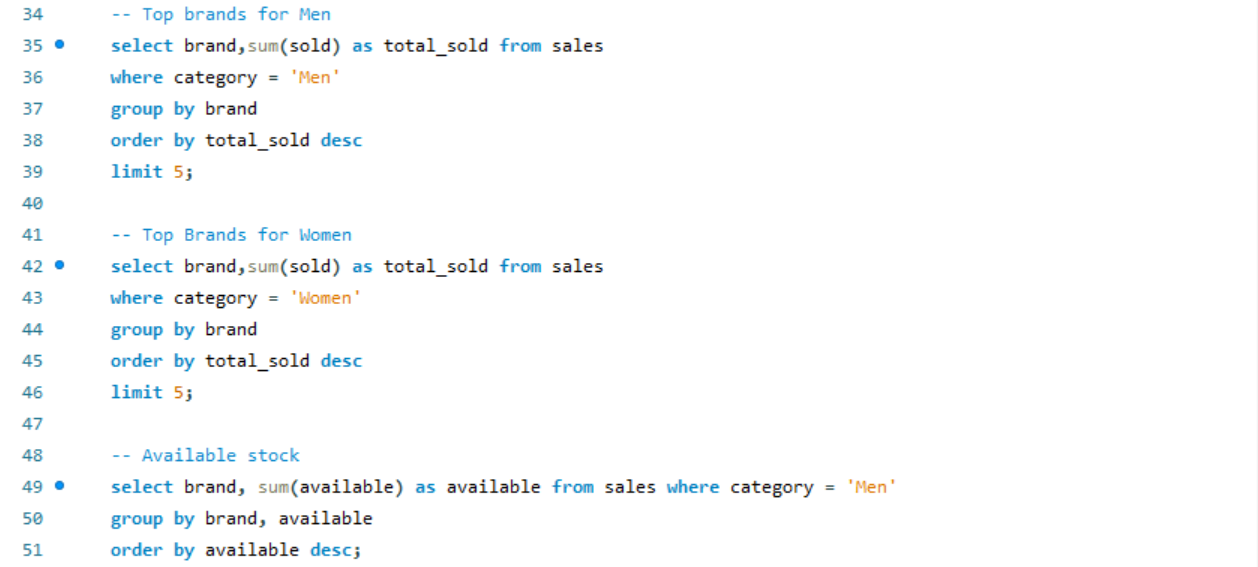 34 -- Top brands for Men
35 select brand,sum(sold) as total_sold from sales
36 where category = 'Men'
37 group by brand
38 order by total_sold desc
39 limit 5;
40
41 -- Top Brands for Women
42 select brand,sum(sold) as total_sold from sales
43 where category = 'Women'
44 group by brand
45 order by total_sold desc
46 limit 5;
47
48 -- Available stock
49 select brand, sum(available) as available from sales where category = 'Men'
50 group by brand, available
51 order by available desc;